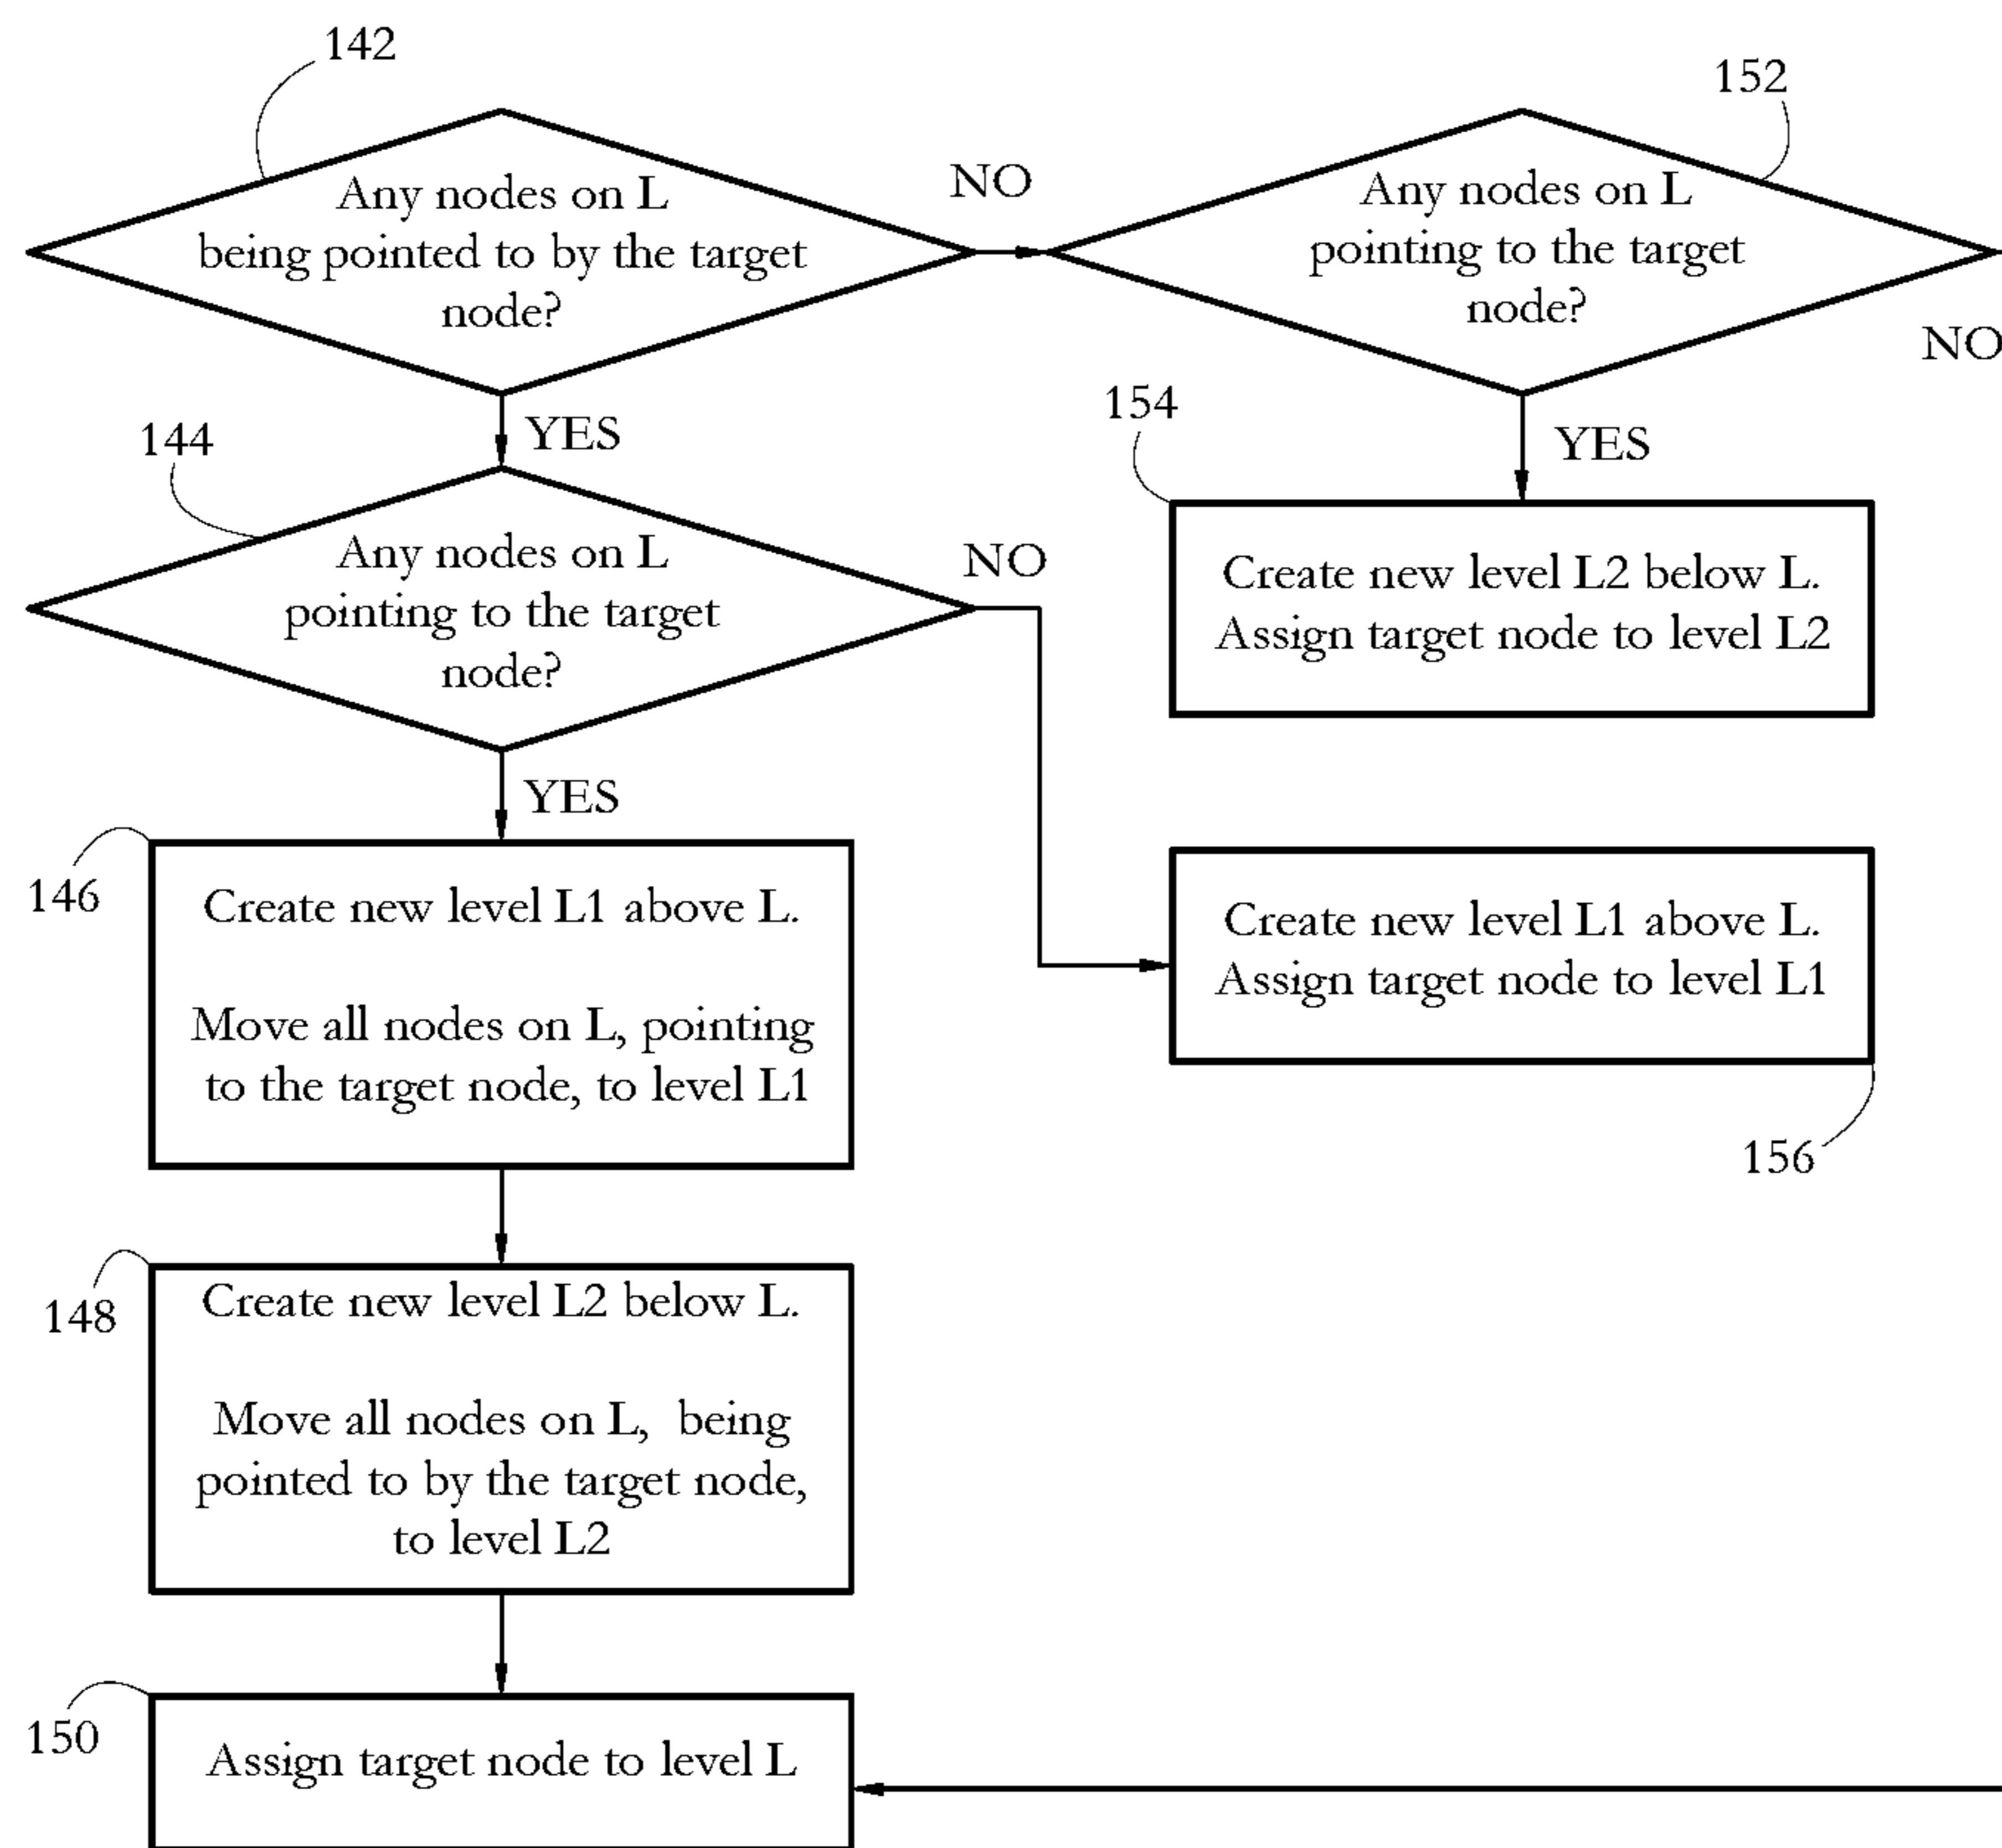 142
Any nodes on L
being pointed to by the target
node?
NO
152
Any nodes on L
pointing to the target
node?
NO
YES
144
Any nodes on L
pointing to the target
node?
NO
154
YES
Create new level L2 below L.
Assign target node to level L2
YES
146
Create new level L1 above L.
Move all nodes on L, pointing
to the target node, to level L1
Create new level L1 above L.
Assign target node to level L1
156
148
Create new level L2 below L.
Move all nodes on L, being
pointed to by the target node,
to level L2
150
Assign target node to level L